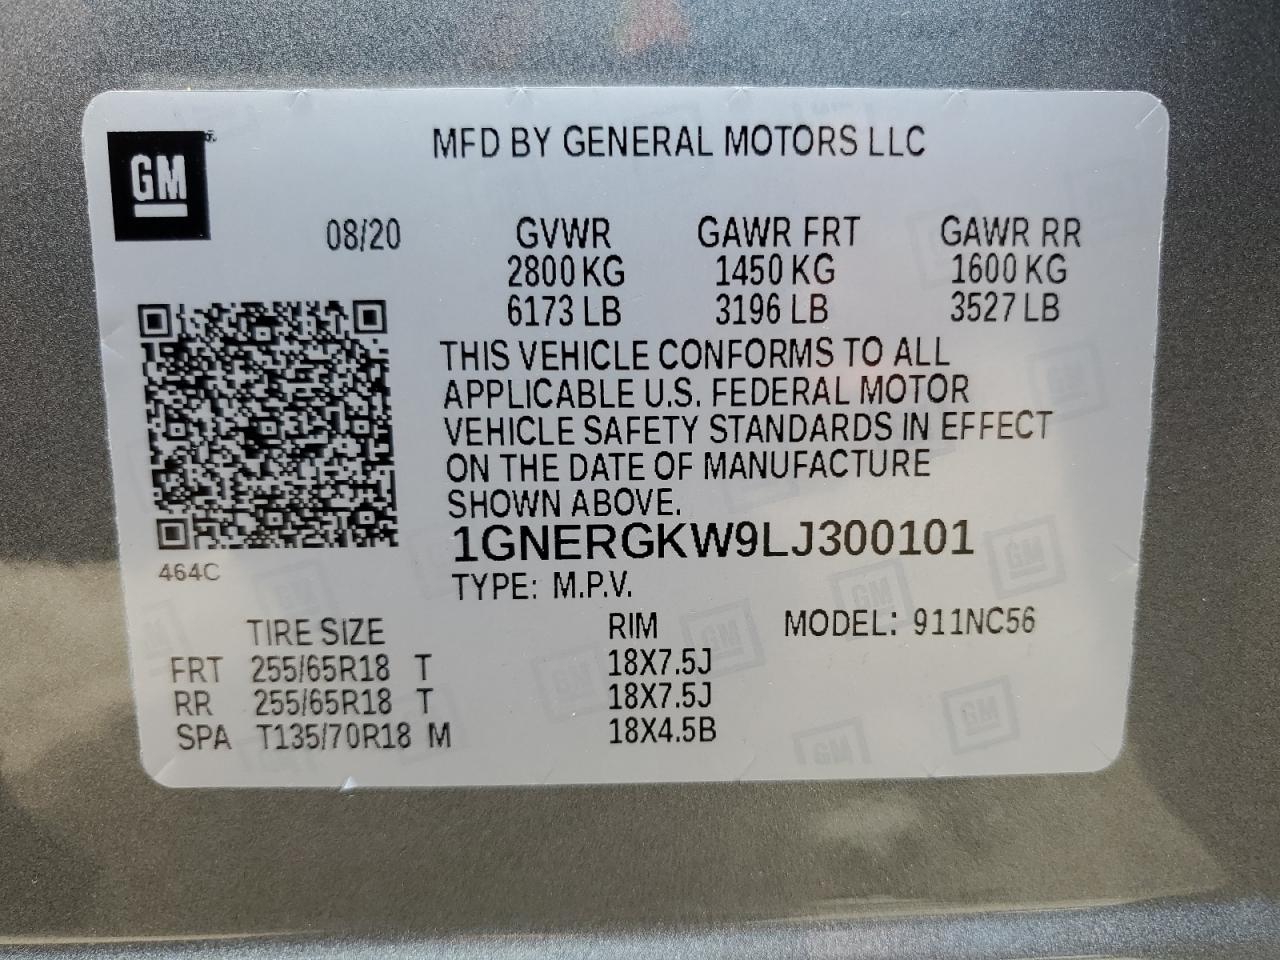 MFD BY GENERAL MOTORS LLC
GM
08/20 GVWR GAWR FRT GAWR RR
2800 KG 1450 KG 1600 KG
6173 LB 3196 LB 3527 LB
THIS VEHICLE CONFORMS TO ALL
APPLICABLE U.S. FEDERAL MOTOR
VEHICLE SAFETY STANDARDS IN EFFECT
ON THE DATE OF MANUFACTURE
SHOWN ABOVE.
1GNERGKW9LJ300101
464C
TYPE: M.P.V.
TIRE SIZE RIM MODEL: 911NC56
FRT 255/65R18 T 18X7.5J
RR 255/65R18 T 18X7.5J
SPA T135/70R18 M 18X4.5B